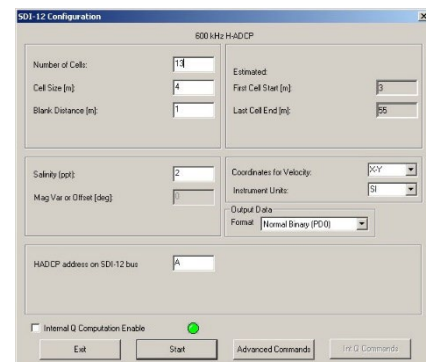 SDI-12 Configuration
600 kHz H-ADCP
Number of Cells: 13
Cell Size [m]: 4
Blank Distance [m]: 1
Estimated:
First Cell Start [m]: 3
Last Cell End [m]: 55
Salinity (ppt): 2
Mag Var or Offset [deg]: 0
Coordinates for Velocity: X-Y
Instrument Units: SI
Output Data
Format Normal Binary (PD0)
HADCP address on SDI-12 bus A
Internal Q Computation Enable
Exit Start Advanced Commands Int Q Commands